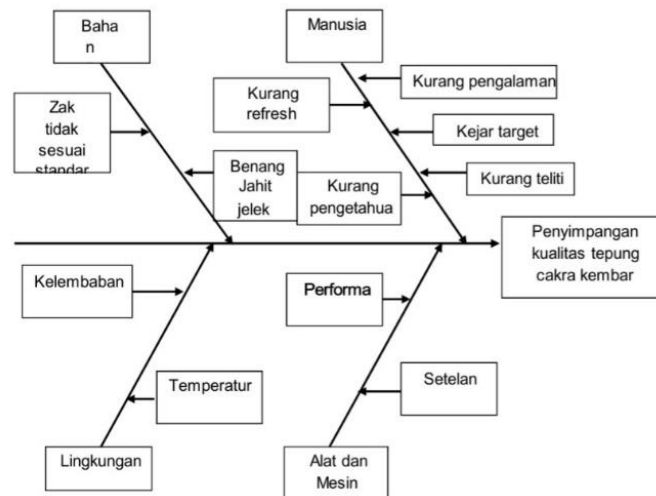 Baha
n
Manusia
Kurang pengalaman
Kurang
refresh
Zak
tidak
sesuai
standar
Kejar target
Benang
Jahit
jelek
Kurang
pengetahua
Kurang teliti
Penyimpangan
kualitas tepung
cakra kembar
Kelembaban
Performa
Temperatur
Setelan
Lingkungan
Alat dan
Mesin